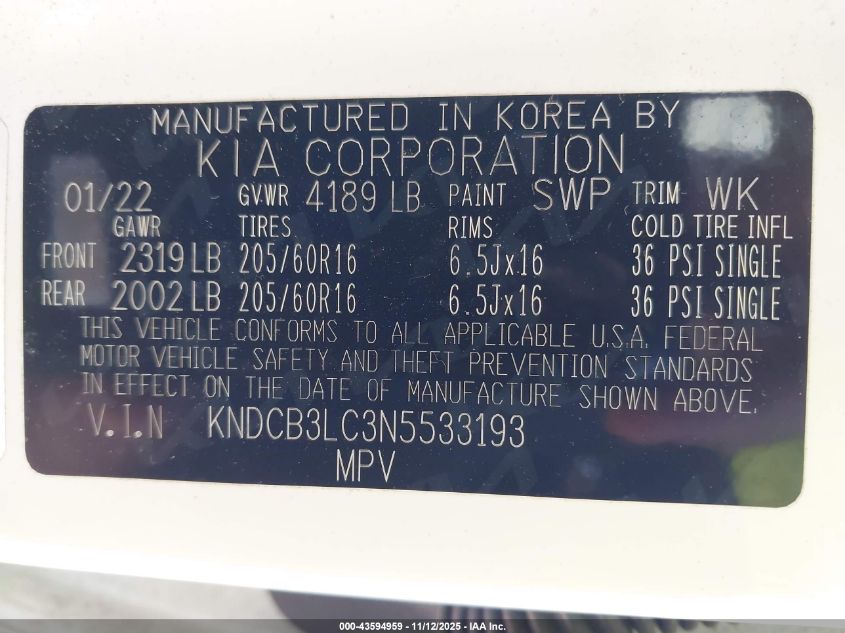 MANUFACTURED IN KOREA BY
KIA CORPORATION
01/22 GVWR 4189 LB PAINT SWP TRIM WK
GAWR TIRES RIMS COLD TIRE INFL
FRONT 2319 LB 205/60R16 6.5Jx16 36 PSI SINGLE
REAR 2002 LB 205/60R16 6.5Jx16 36 PSI SINGLE
THIS VEHICLE CONFORMS TO ALL APPLICABLE U.S.A. FEDERAL
MOTOR VEHICLE SAFETY AND THEFT PREVENTION STANDARDS
IN EFFECT ON THE DATE OF MANUFACTURE SHOWN ABOVE.
V.I.N KNDCB3LC3N5533193
MPV
000-43594959 - 11/12/2025 - IAAI.COM